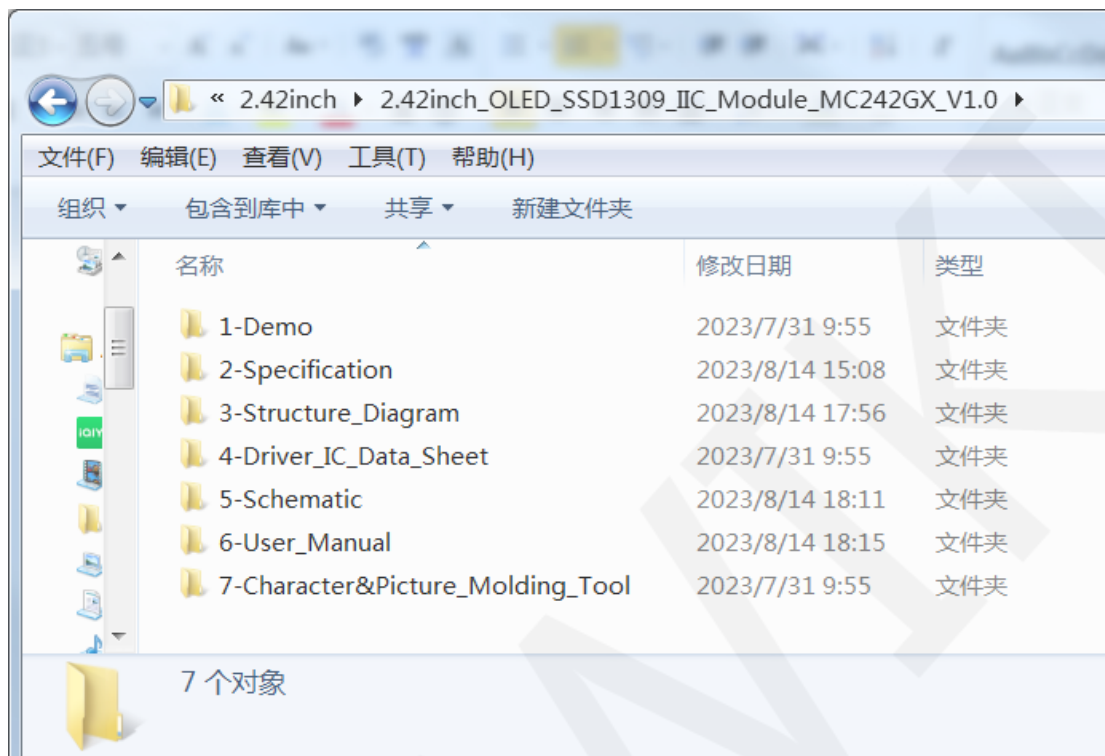 « 2.42inch ▸ 2.42inch_OLED_SSD1309_IIC_Module_MC242GX_V1.0 ▸
文件(F) 编辑(E) 查看(V) 工具(T) 帮助(H)
组织 ▾ 包含到库中 ▾ 共享 ▾ 新建文件夹
名称 修改日期 类型
1-Demo 2023/7/31 9:55 文件夹
2-Specification 2023/8/14 15:08 文件夹
3-Structure_Diagram 2023/8/14 17:56 文件夹
4-Driver_IC_Data_Sheet 2023/7/31 9:55 文件夹
5-Schematic 2023/8/14 18:11 文件夹
6-User_Manual 2023/8/14 18:15 文件夹
7-Character&Picture_Molding_Tool 2023/7/31 9:55 文件夹
7 个对象